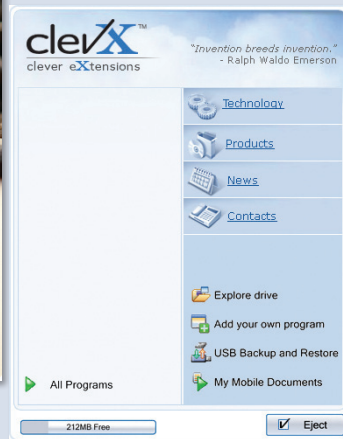 clevX™
clever eXtensions
"Invention breeds invention."
- Ralph Waldo Emerson
Technology
Products
News
Contacts
Explore drive
Add your own program
USB Backup and Restore
My Mobile Documents
All Programs
212MB Free
Eject